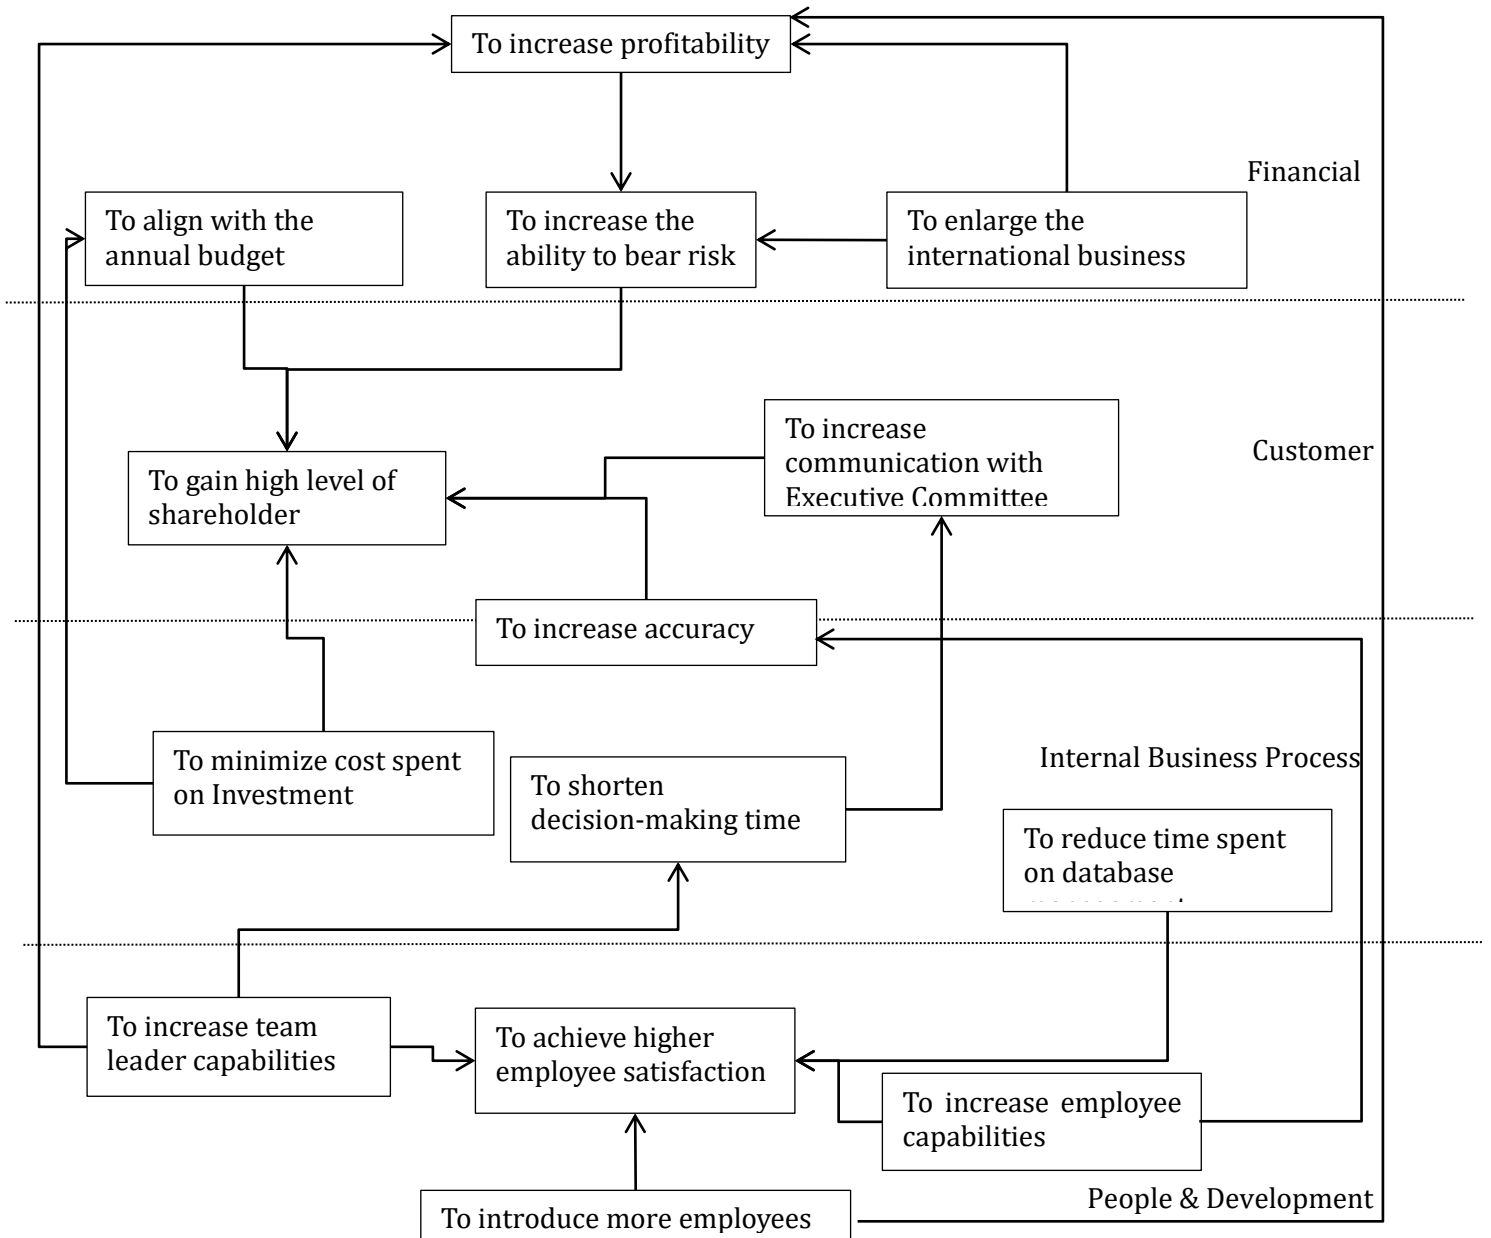 To increase profitability
Financial
To align with the
annual budget
To increase the
ability to bear risk
To enlarge the
international business
To increase
communication with
Executive Committee
Customer
To gain high level of
shareholder
To increase accuracy
To minimize cost spent
on Investment
Internal Business Process
To shorten
decision-making time
To reduce time spent
on database
To increase team
leader capabilities
To achieve higher
employee satisfaction
To increase employee
capabilities
People & Development
To introduce more employees